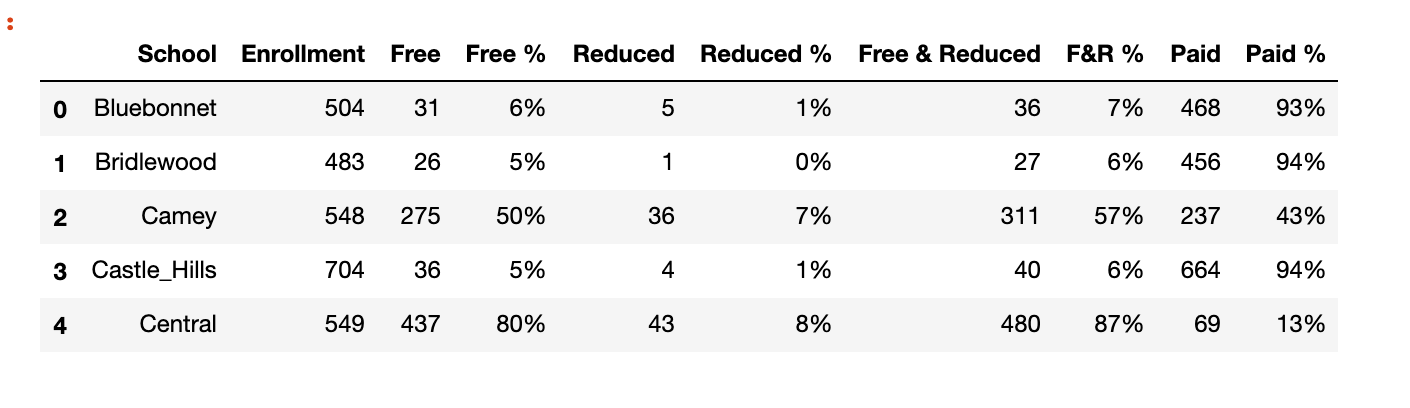 :
School Enrollment Free Free % Reduced Reduced % Free & Reduced F&R % Paid Paid %
0 Bluebonnet 504 31 6% 5 1% 36 7% 468 93%
1 Bridlewood 483 26 5% 1 0% 27 6% 456 94%
2 Camey 548 275 50% 36 7% 311 57% 237 43%
3 Castle_Hills 704 36 5% 4 1% 40 6% 664 94%
4 Central 549 437 80% 43 8% 480 87% 69 13%